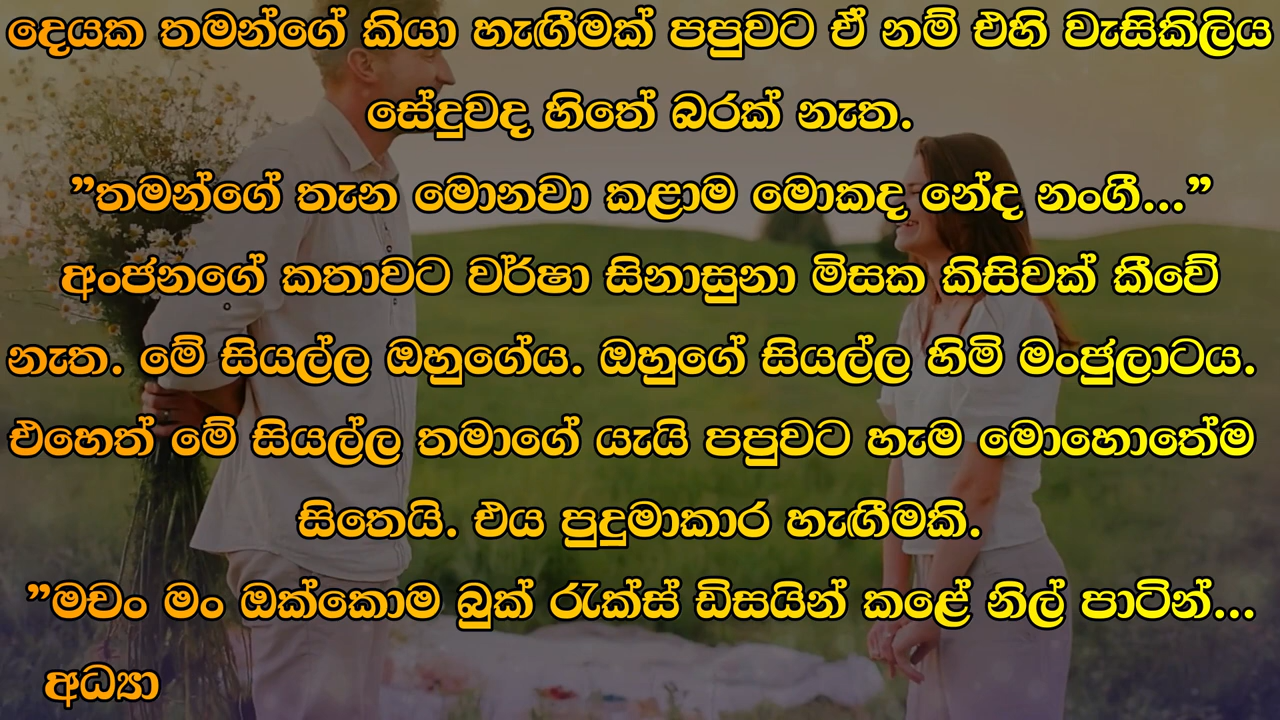 දෙයක තමන්ගේ කියා හැඟීමක් පපුවට ඒ නම් එහි වැසිකිලිය
සේදුවද හිතේ බරක් නැත.
”තමන්ගේ තැන මොනවා කළාම මොකද නේද නංගී...”
අංජනගේ කතාවට වර්ෂා සිනාසුනා මිසක කිසිවක් කීවේ
නැත. මේ සියල්ල ඔහුගේය. ඔහුගේ සියල්ල හිමි මංජුලාටය.
එහෙත් මේ සියල්ල තමාගේ යැයි පපුවට හැම මොහොතේම
සිතෙයි. එය පුදුමාකාර හැඟීමකි.
”මචං මං ඔක්කොම බුක් රැක්ස් ඩිසයින් කළේ නිල් පාටින්...
අධ්‍යා